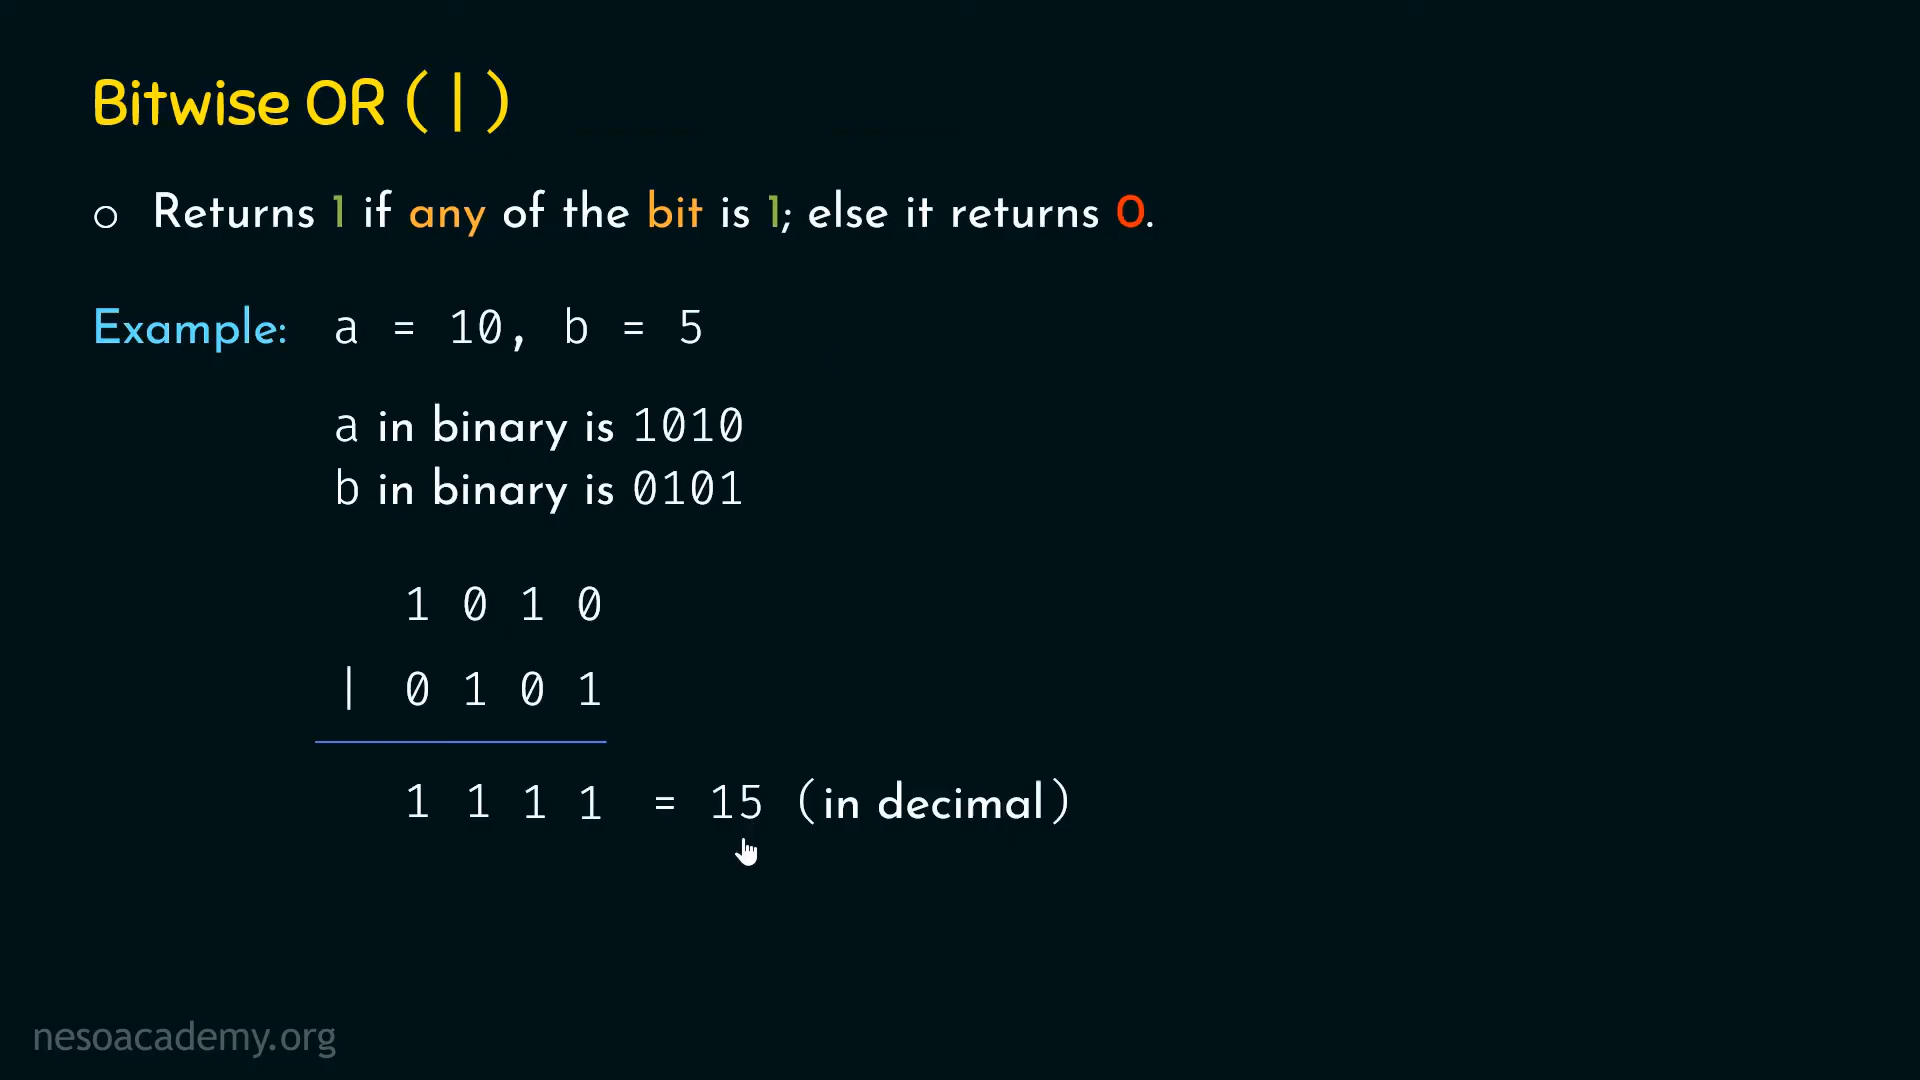 Bitwise OR ( | )
○ Returns 1 if any of the bit is 1; else it returns 0.
Example: a = 10, b = 5
a in binary is 1010
b in binary is 0101
1 0 1 0
| 0 1 0 1
1 1 1 1 = 15 (in decimal)
nesoacademy.org